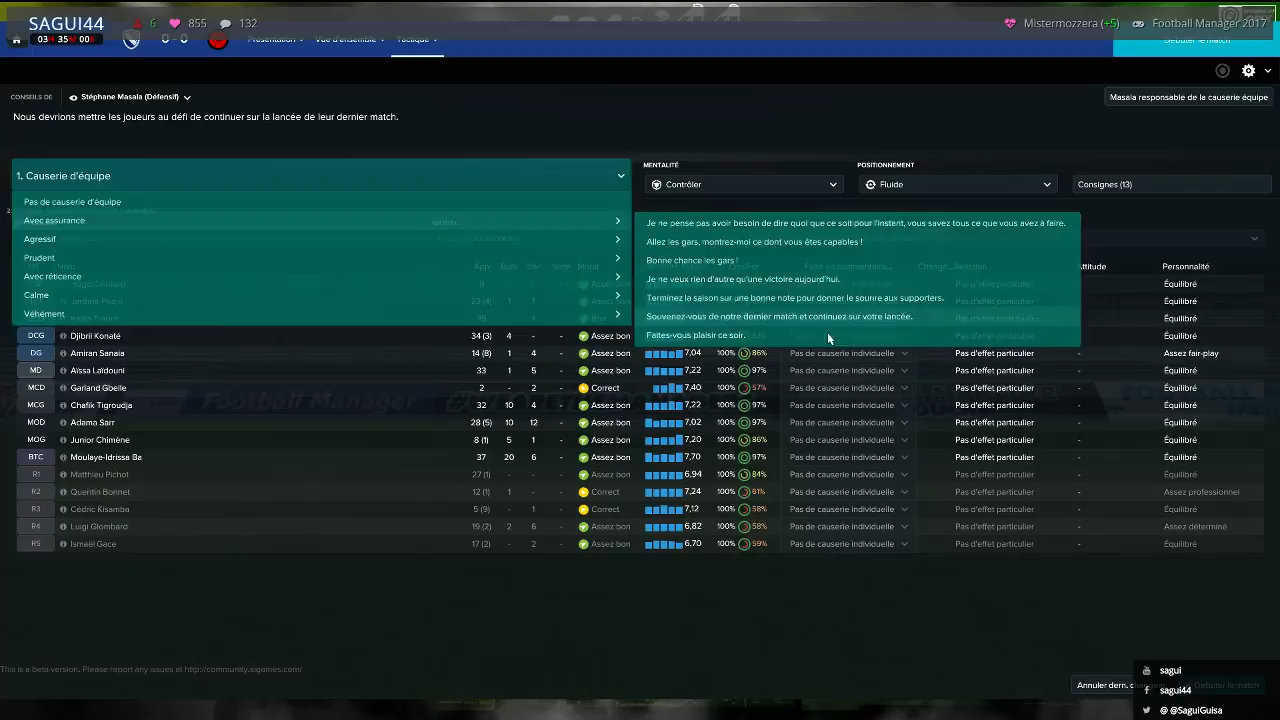 SAGUI44 6 855 132 Mistermozzera (+5) Football Manager 2017
03H 35M 00S 0 - 0 Présentation Vue d'ensemble Tactique Débuter le match
CONSEILS DE Stéphane Masala (Défensif) Masala responsable de la causerie équipe
Nous devrions mettre les joueurs au défi de continuer sur la lancée de leur dernier match.
1. Causerie d'équipe MENTALITÉ POSITIONNEMENT
Contrôler Fluide Consignes (13)
Pas de causerie d'équipe
Avec assurance Je ne pense pas avoir besoin de dire quoi que ce soit pour l'instant, vous savez tous ce que vous avez à faire.
Agressif Allez les gars, montrez-moi ce dont vous êtes capables !
Prudent Bonne chance les gars !
Nom App. Buts Déc. Note Moral Attitude Personnalité
Avec réticence Je ne veux rien d'autre qu'une victoire aujourd'hui. Équilibré
Calme Terminez la saison sur une bonne note pour donner le sourire aux supporters. Équilibré
Véhément Souvenez-vous de notre dernier match et continuez sur votre lancée. Équilibré
DCG Djibril Konaté 34 (3) 4 - - Assez bon Faites-vous plaisir ce soir. Équilibré
DG Amiran Sanaia 14 (8) 1 4 - Assez bon 7,04 100% 86% Pas de causerie individuelle Pas d'effet particulier - Assez fair-play
MD Aïssa Laïdouni 33 1 5 - Assez bon 7,22 100% 97% Pas de causerie individuelle Pas d'effet particulier - Équilibré
MCD Garland Gbelle 2 - 2 - Correct 7,40 100% 57% Pas de causerie individuelle Pas d'effet particulier - Équilibré
MCG Chafik Tigroudja 32 10 4 - Assez bon 7,22 100% 97% Pas de causerie individuelle Pas d'effet particulier - Équilibré
MOD Adama Sarr 28 (5) 10 12 - Assez bon 7,02 100% 97% Pas de causerie individuelle Pas d'effet particulier - Équilibré
MOG Junior Chimène 8 (1) 5 1 - Assez bon 7,20 100% 86% Pas de causerie individuelle Pas d'effet particulier - Équilibré
BTC Moulaye-Idrissa Ba 37 20 6 - Assez bon 7,70 100% 97% Pas de causerie individuelle Pas d'effet particulier - Équilibré
R1 Matthieu Pichot 27 (1) - - - Assez bon 6,94 100% 84% Pas de causerie individuelle Pas d'effet particulier - Équilibré
R2 Quentin Bonnet 12 (1) 1 - - Correct 7,24 100% 61% Pas de causerie individuelle Pas d'effet particulier - Assez professionnel
R3 Cédric Kisamba 5 (9) - 1 - Correct 7,12 100% 58% Pas de causerie individuelle Pas d'effet particulier - Équilibré
R4 Luigi Glombard 19 (2) 2 6 - Assez bon 6,82 100% 58% Pas de causerie individuelle Pas d'effet particulier - Assez déterminé
R5 Ismaël Gace 17 (2) - 2 - Assez bon 6,70 100% 59% Pas de causerie individuelle Pas d'effet particulier - Équilibré
This is a beta version. Please report any issues at http://community.sigames.com/
sagui
Annuler dern. sagui44 Débuter le match
@SaguiGuisa